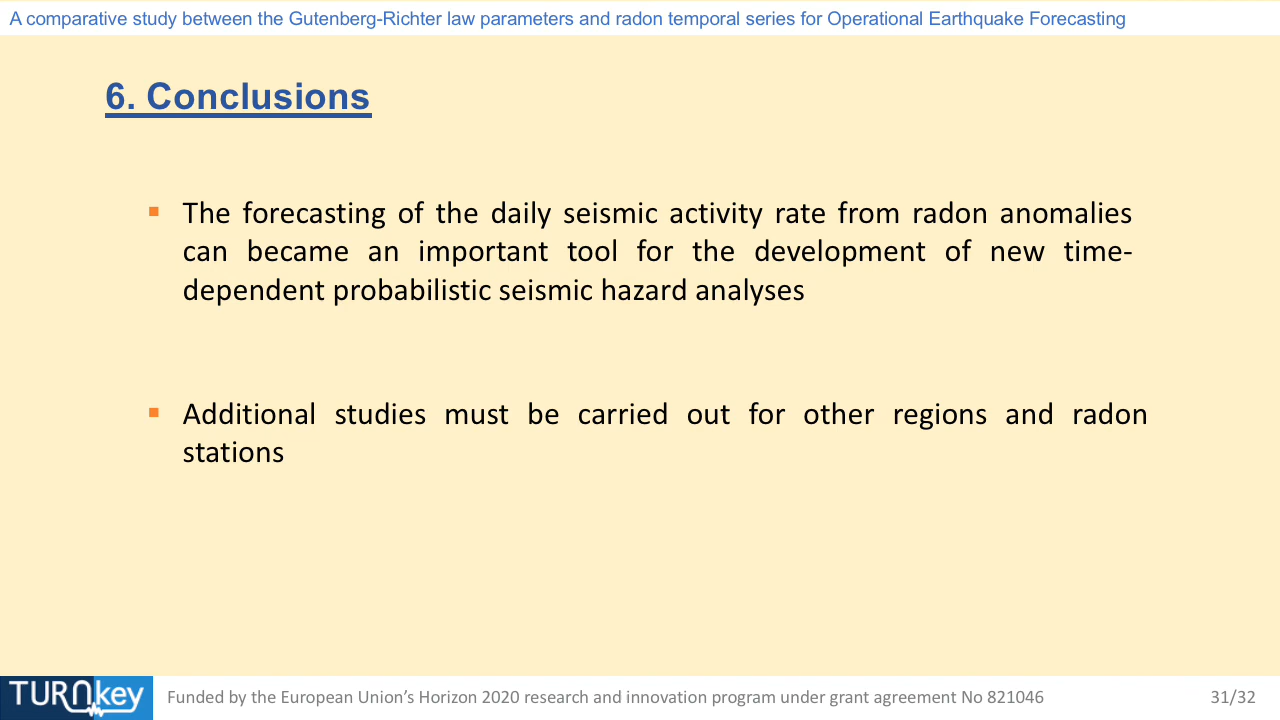 A comparative study between the Gutenberg-Richter law parameters and radon temporal series for Operational Earthquake Forecasting
6. Conclusions
▪ The forecasting of the daily seismic activity rate from radon anomalies
can became an important tool for the development of new time-
dependent probabilistic seismic hazard analyses
▪ Additional studies must be carried out for other regions and radon
stations
TURNkey
Funded by the European Union’s Horizon 2020 research and innovation program under grant agreement No 821046
31/32